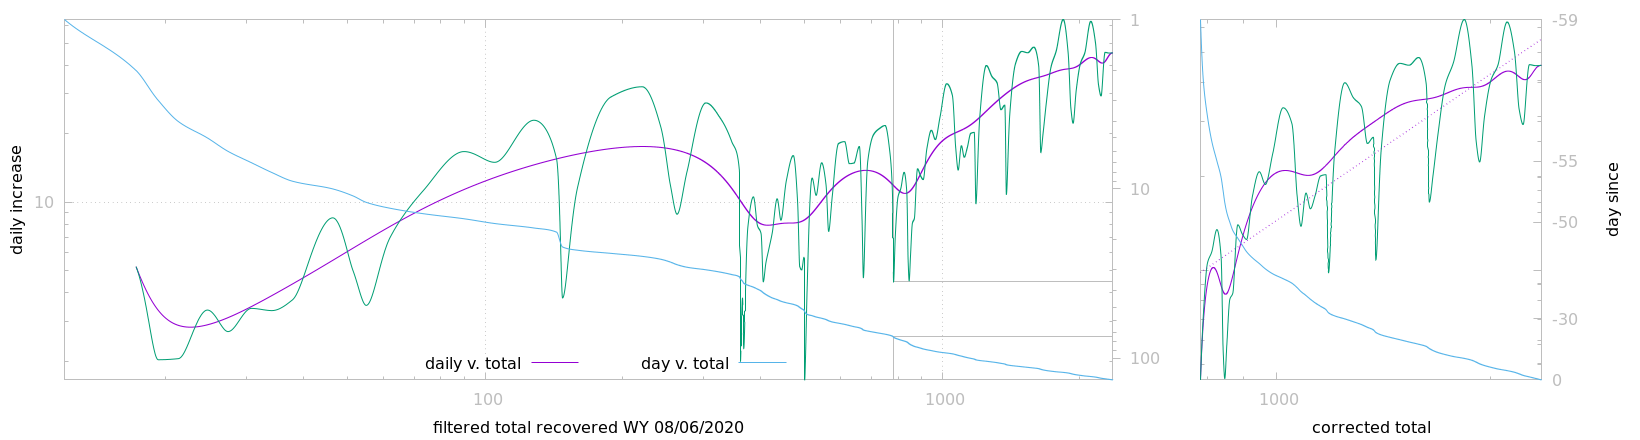 1
-59
daily increase
10
10
-55
-50
day since
-30
daily v. total
day v. total
100
0
100
1000
1000
filtered total recovered WY 08/06/2020
corrected total